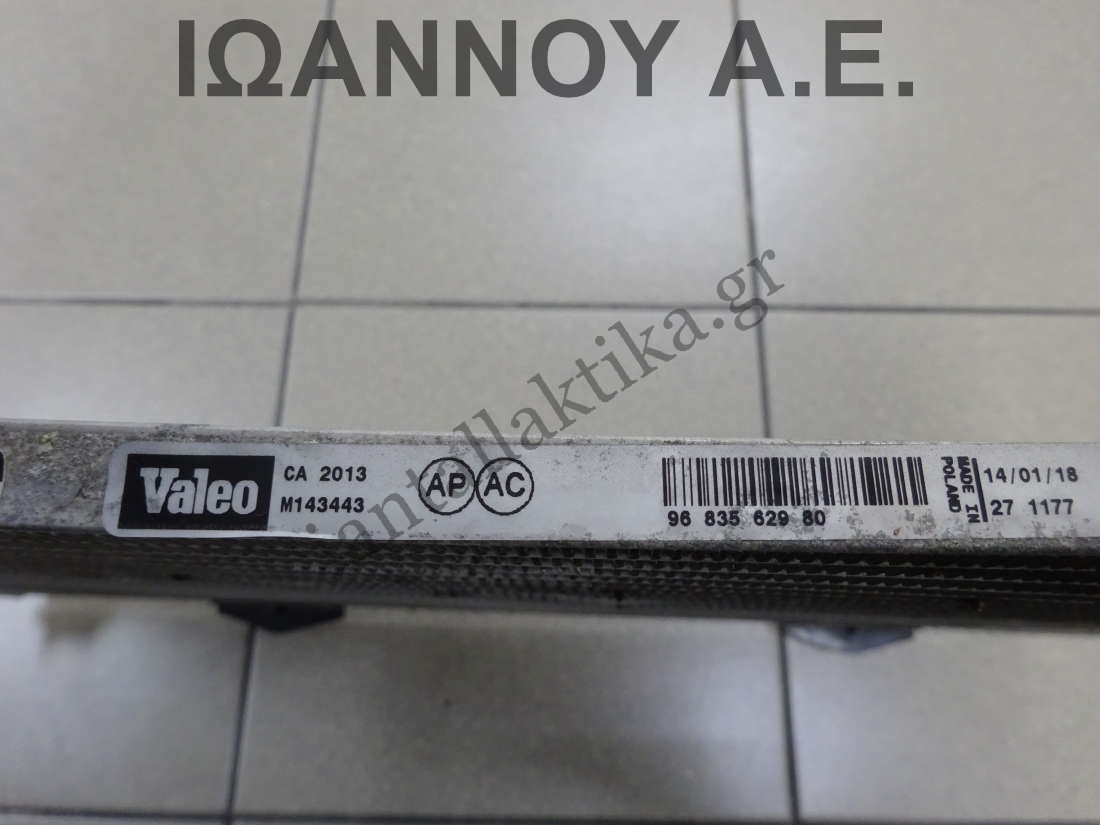 ΙΩΑΝΝΟΥ Α.Ε.
iantallaktika.gr
Valeo
CA 2013
M143443
AP AC
96 835 629 80
MADE IN
POLAND
14/01/18
27 1177